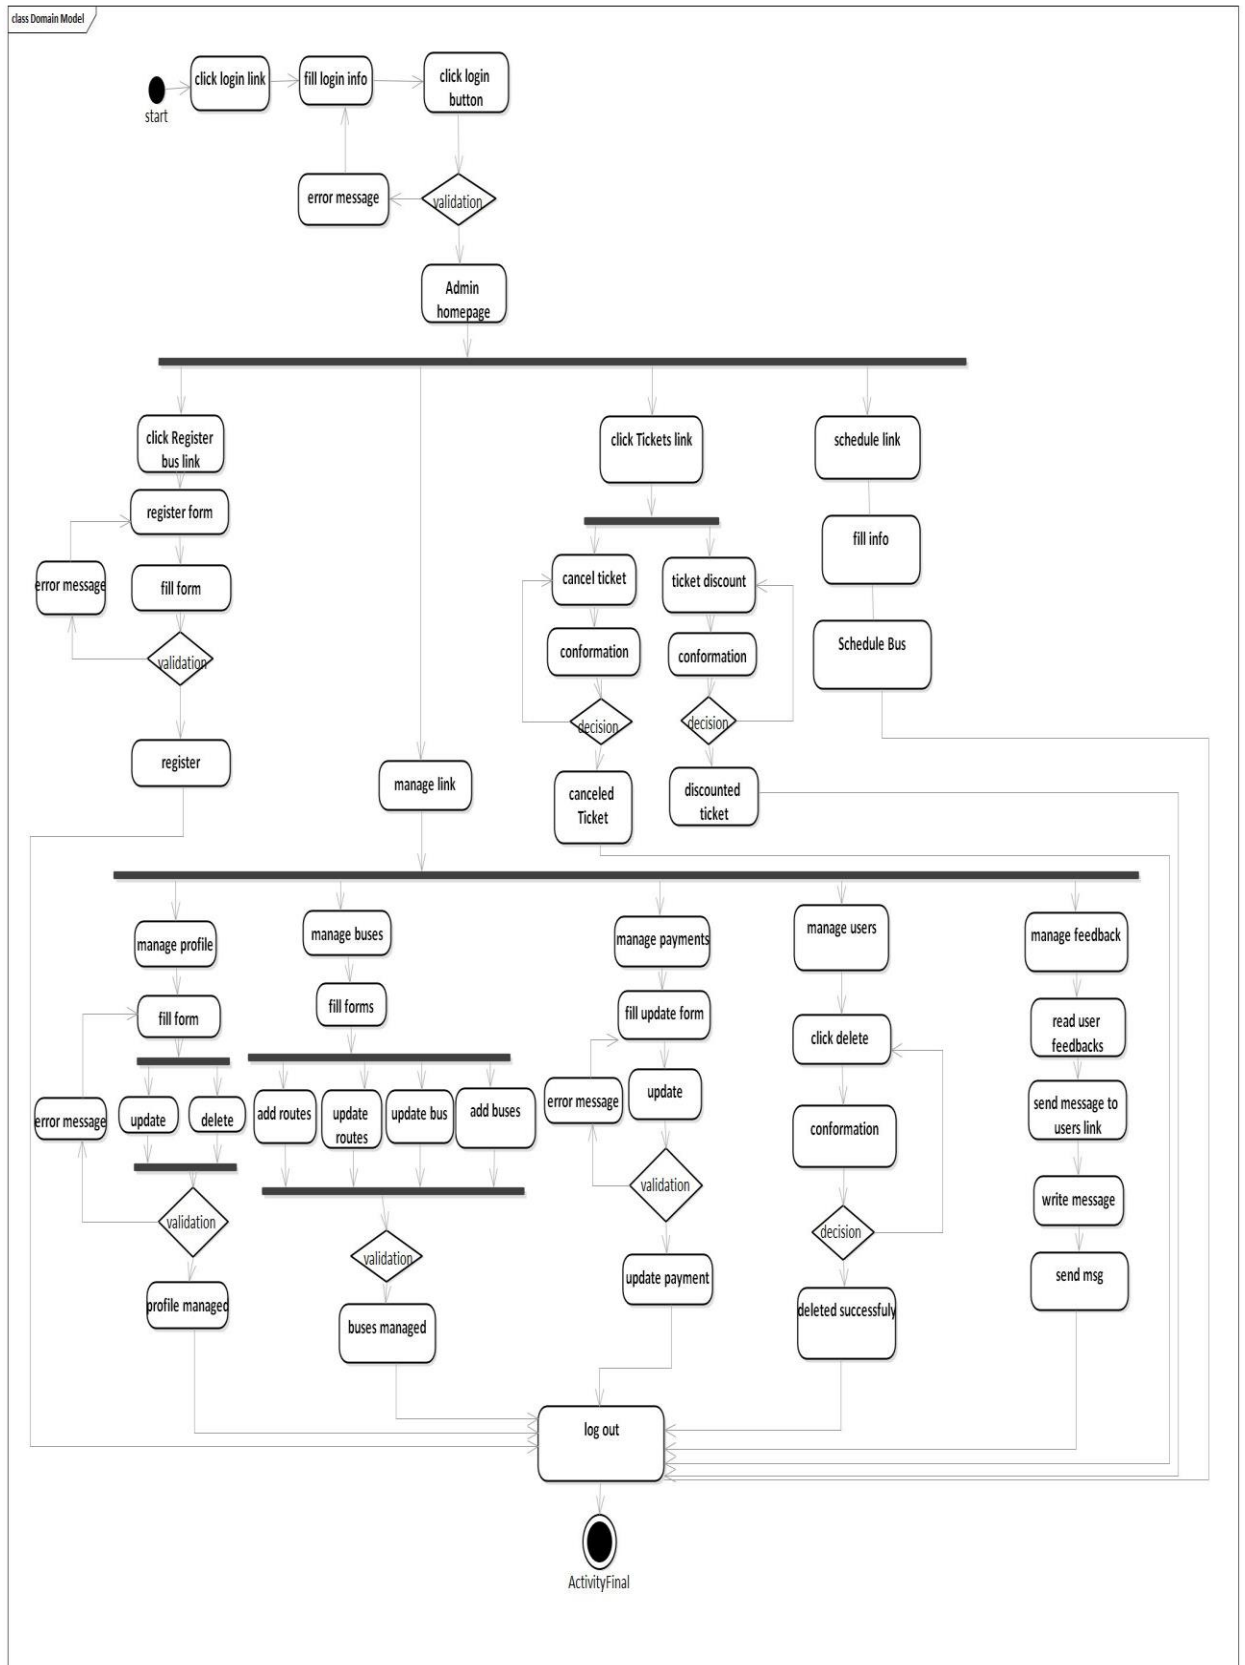 class Domain Model
click login link
fill login info
click login
button
start
error message
validation
Admin
homepage
click Register
bus link
click Tickets link
schedule link
register form
fill info
error message
fill form
cancel ticket
ticket discount
conformation
conformation
Schedule Bus
validation
decision
decision
register
manage link
canceled
Ticket
discounted
ticket
manage profile
manage buses
manage payments
manage users
manage feedback
fill form
fill forms
fill update form
click delete
read user
feedbacks
error message
update
delete
add routes
update
routes
update bus
add buses
error message
update
conformation
send message to
users link
validation
validation
validation
decision
write message
profile managed
buses managed
update payment
deleted successfuly
send msg
log out
ActivityFinal